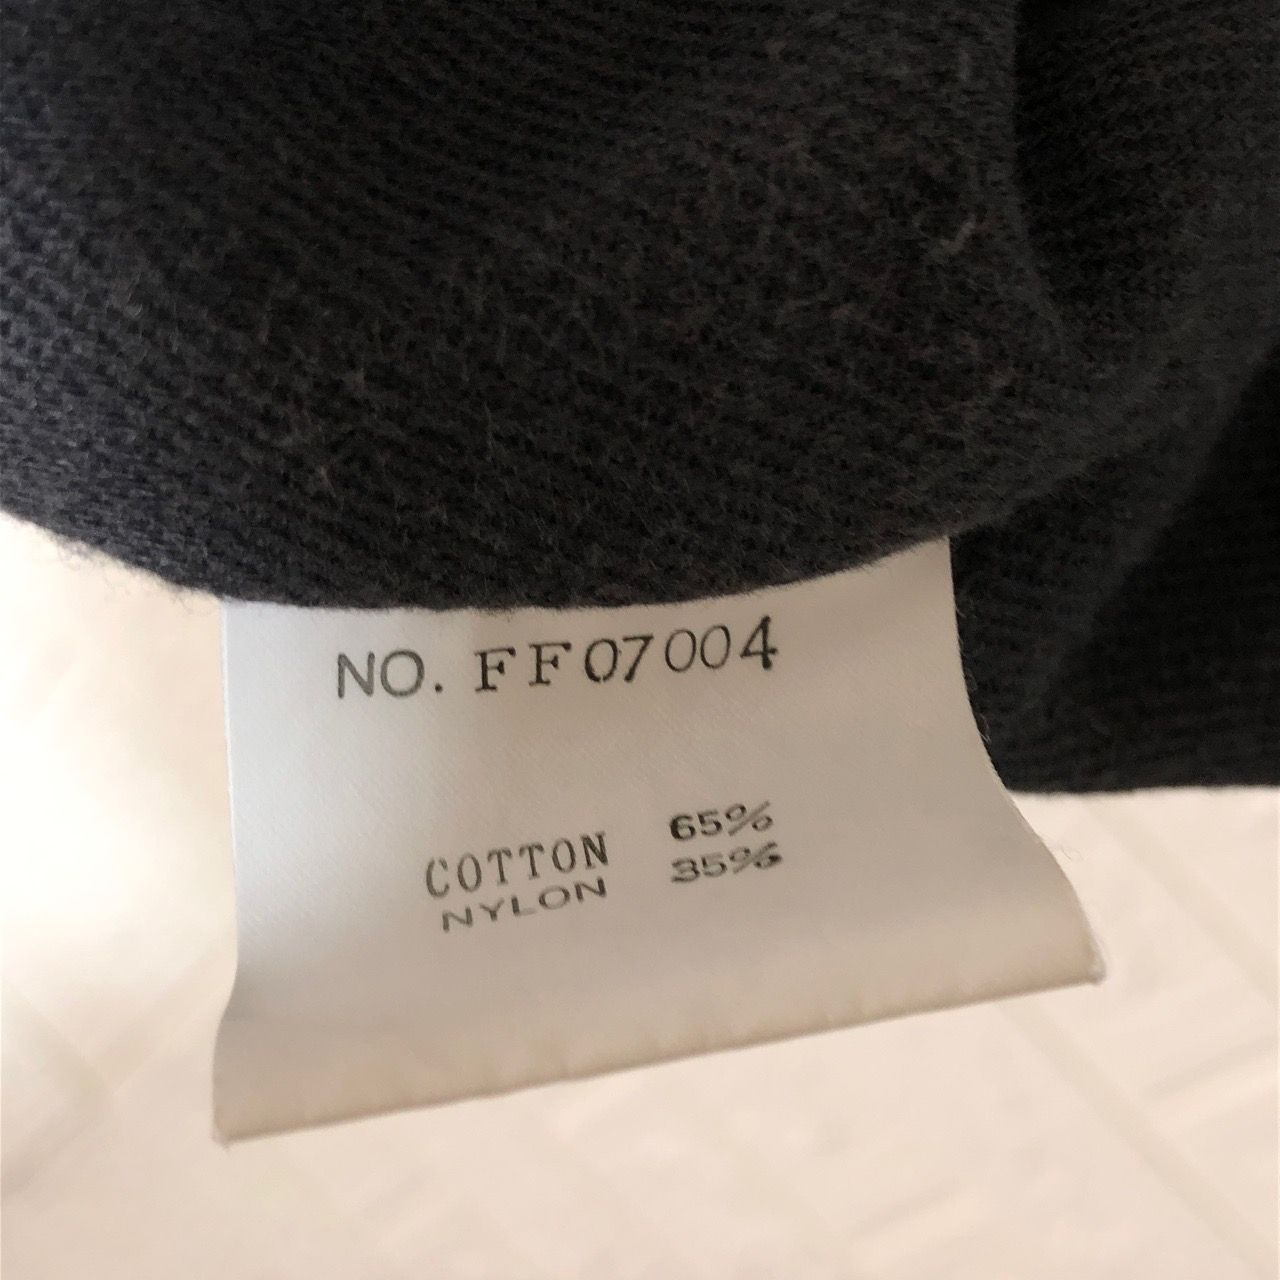 NO. FF07004
COTTON 65%
NYLON 35%